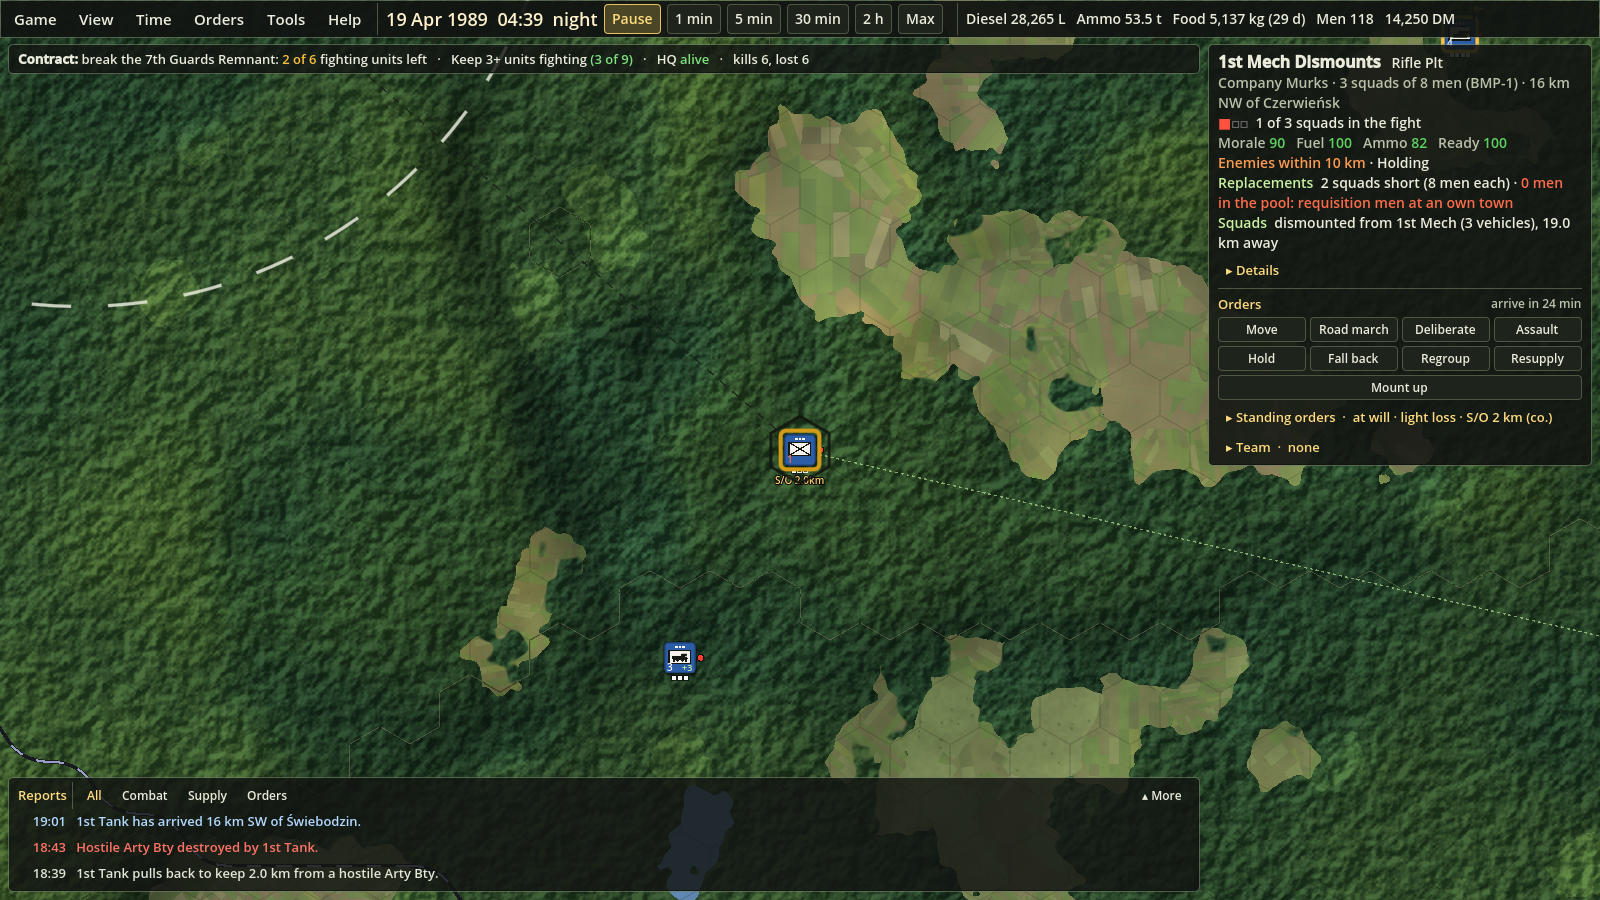 Game View Time Orders Tools Help 19 Apr 1989 04:39 night Pause 1 min 5 min 30 min 2 h Max Diesel 28,265 L Ammo 53.5 t Food 5,137 kg (29 d) Men 118 14,250 DM
Contract: break the 7th Guards Remnant: 2 of 6 fighting units left · Keep 3+ units fighting (3 of 9) · HQ alive · kills 6, lost 6
1st Mech Dismounts Rifle Plt
Company Murks · 3 squads of 8 men (BMP-1) · 16 km
NW of Czerwieńsk
1 of 3 squads in the fight
Morale 90 Fuel 100 Ammo 82 Ready 100
Enemies within 10 km · Holding
Replacements 2 squads short (8 men each) · 0 men
in the pool: requisition men at an own town
Squads dismounted from 1st Mech (3 vehicles), 19.0
km away
▸ Details
Orders arrive in 24 min
Move Road march Deliberate Assault
Hold Fall back Regroup Resupply
Mount up
▸ Standing orders · at will · light loss · S/O 2 km (co.)
▸ Team · none
1
S/O 2.0km
3 +3
Reports All Combat Supply Orders ▴ More
19:01 1st Tank has arrived 16 km SW of Świebodzin.
18:43 Hostile Arty Bty destroyed by 1st Tank.
18:39 1st Tank pulls back to keep 2.0 km from a hostile Arty Bty.